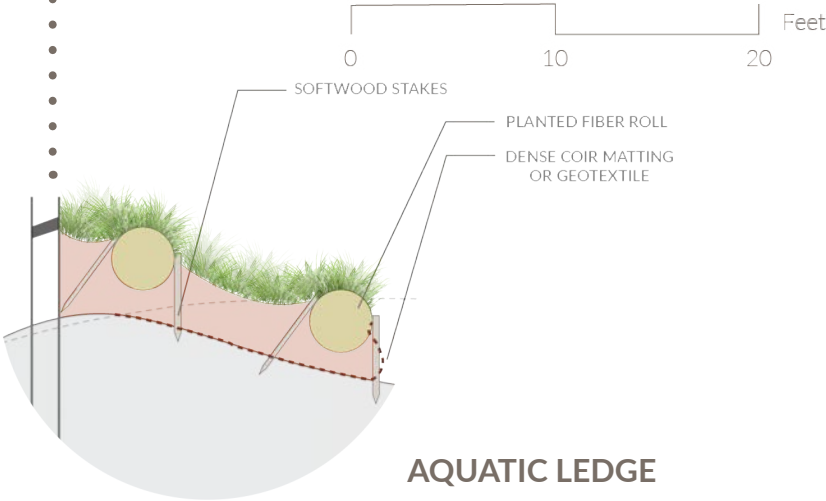 Feet
0 10 20
SOFTWOOD STAKES
PLANTED FIBER ROLL
DENSE COIR MATTING
OR GEOTEXTILE
AQUATIC LEDGE